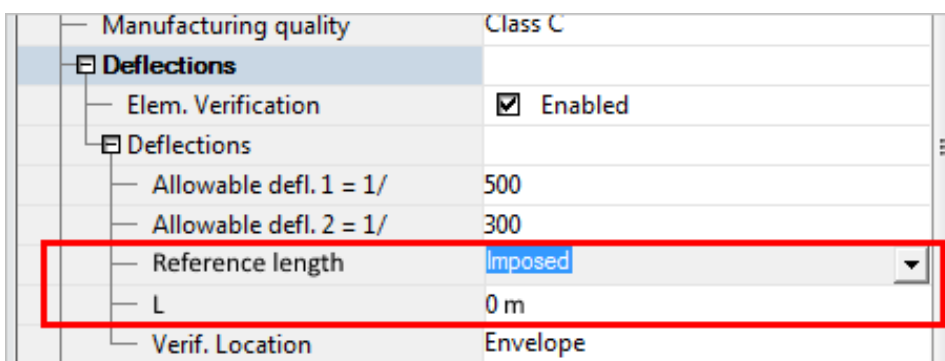 Manufacturing quality Class C
Deflections
Elem. Verification Enabled
Deflections
Allowable defl. 1 = 1/ 500
Allowable defl. 2 = 1/ 300
Reference length Imposed
L 0 m
Verif. Location Envelope